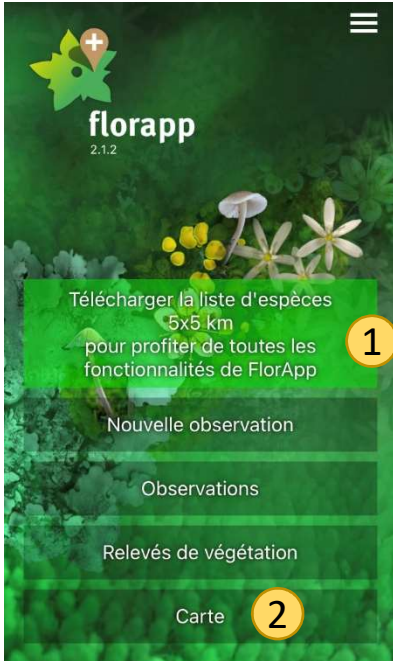 florapp
2.1.2
Télécharger la liste d'espèces
5x5 km
pour profiter de toutes les
fonctionnalités de FlorApp
1
Nouvelle observation
Observations
Relevés de végétation
Carte
2